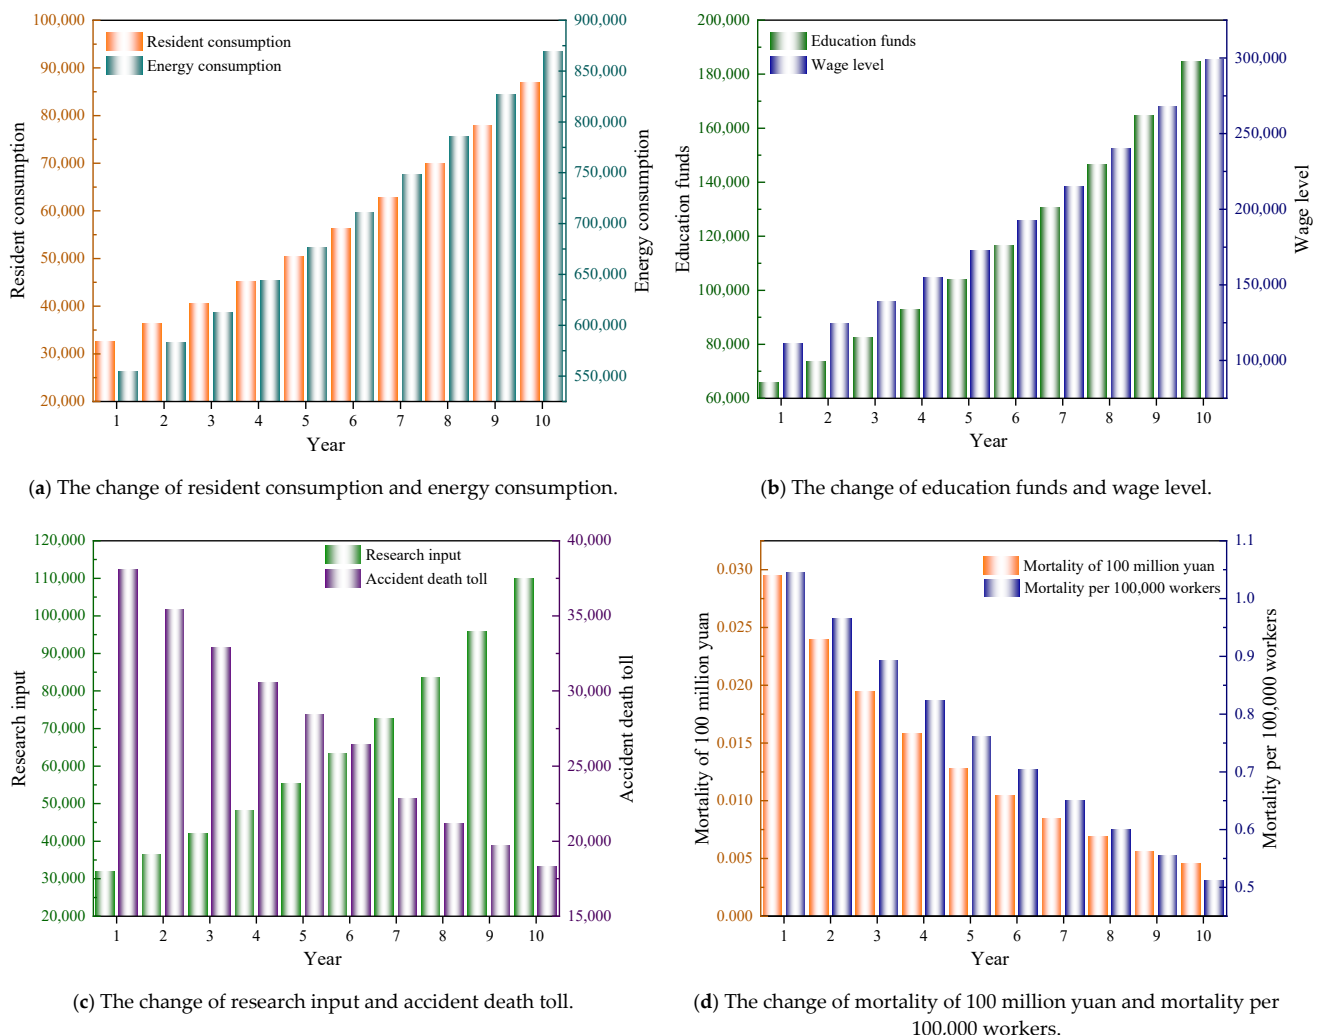 100,000
90,000
80,000
70,000
60,000
50,000
40,000
30,000
20,000
Resident consumption
Resident consumption
Energy consumption
900,000
850,000
800,000
750,000
700,000
650,000
600,000
550,000
Energy consumption
1 2 3 4 5 6 7 8 9 10
Year
(a) The change of resident consumption and energy consumption.
200,000
180,000
160,000
140,000
120,000
100,000
80,000
60,000
Education funds
Education funds
Wage level
300,000
250,000
200,000
150,000
100,000
Wage level
1 2 3 4 5 6 7 8 9 10
Year
(b) The change of education funds and wage level.
120,000
110,000
100,000
90,000
80,000
70,000
60,000
50,000
40,000
30,000
20,000
Research input
Research input
Accident death toll
40,000
35,000
30,000
25,000
20,000
15,000
Accident death toll
1 2 3 4 5 6 7 8 9 10
Year
(c) The change of research input and accident death toll.
0.030
0.025
0.020
0.015
0.010
0.005
0.000
Mortality of 100 million yuan
Mortality of 100 million yuan
Mortality per 100,000 workers
1.1
1.0
0.9
0.8
0.7
0.6
0.5
Mortality per 100,000 workers
1 2 3 4 5 6 7 8 9 10
Year
(d) The change of mortality of 100 million yuan and mortality per
100,000 workers.